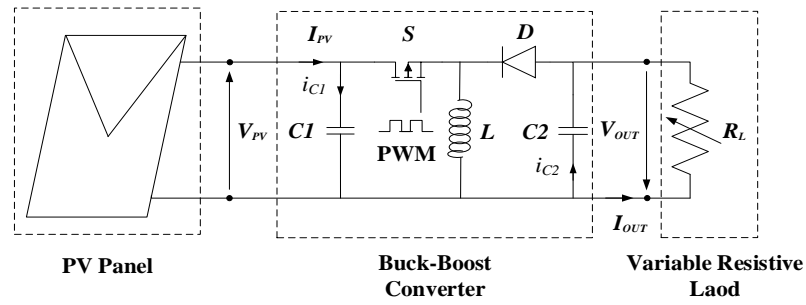 I_PV
S
D
i_C1
V_PV
C1
PWM
L
C2
i_C2
V_OUT
R_L
I_OUT
PV Panel
Buck-Boost
Converter
Variable Resistive
Laod